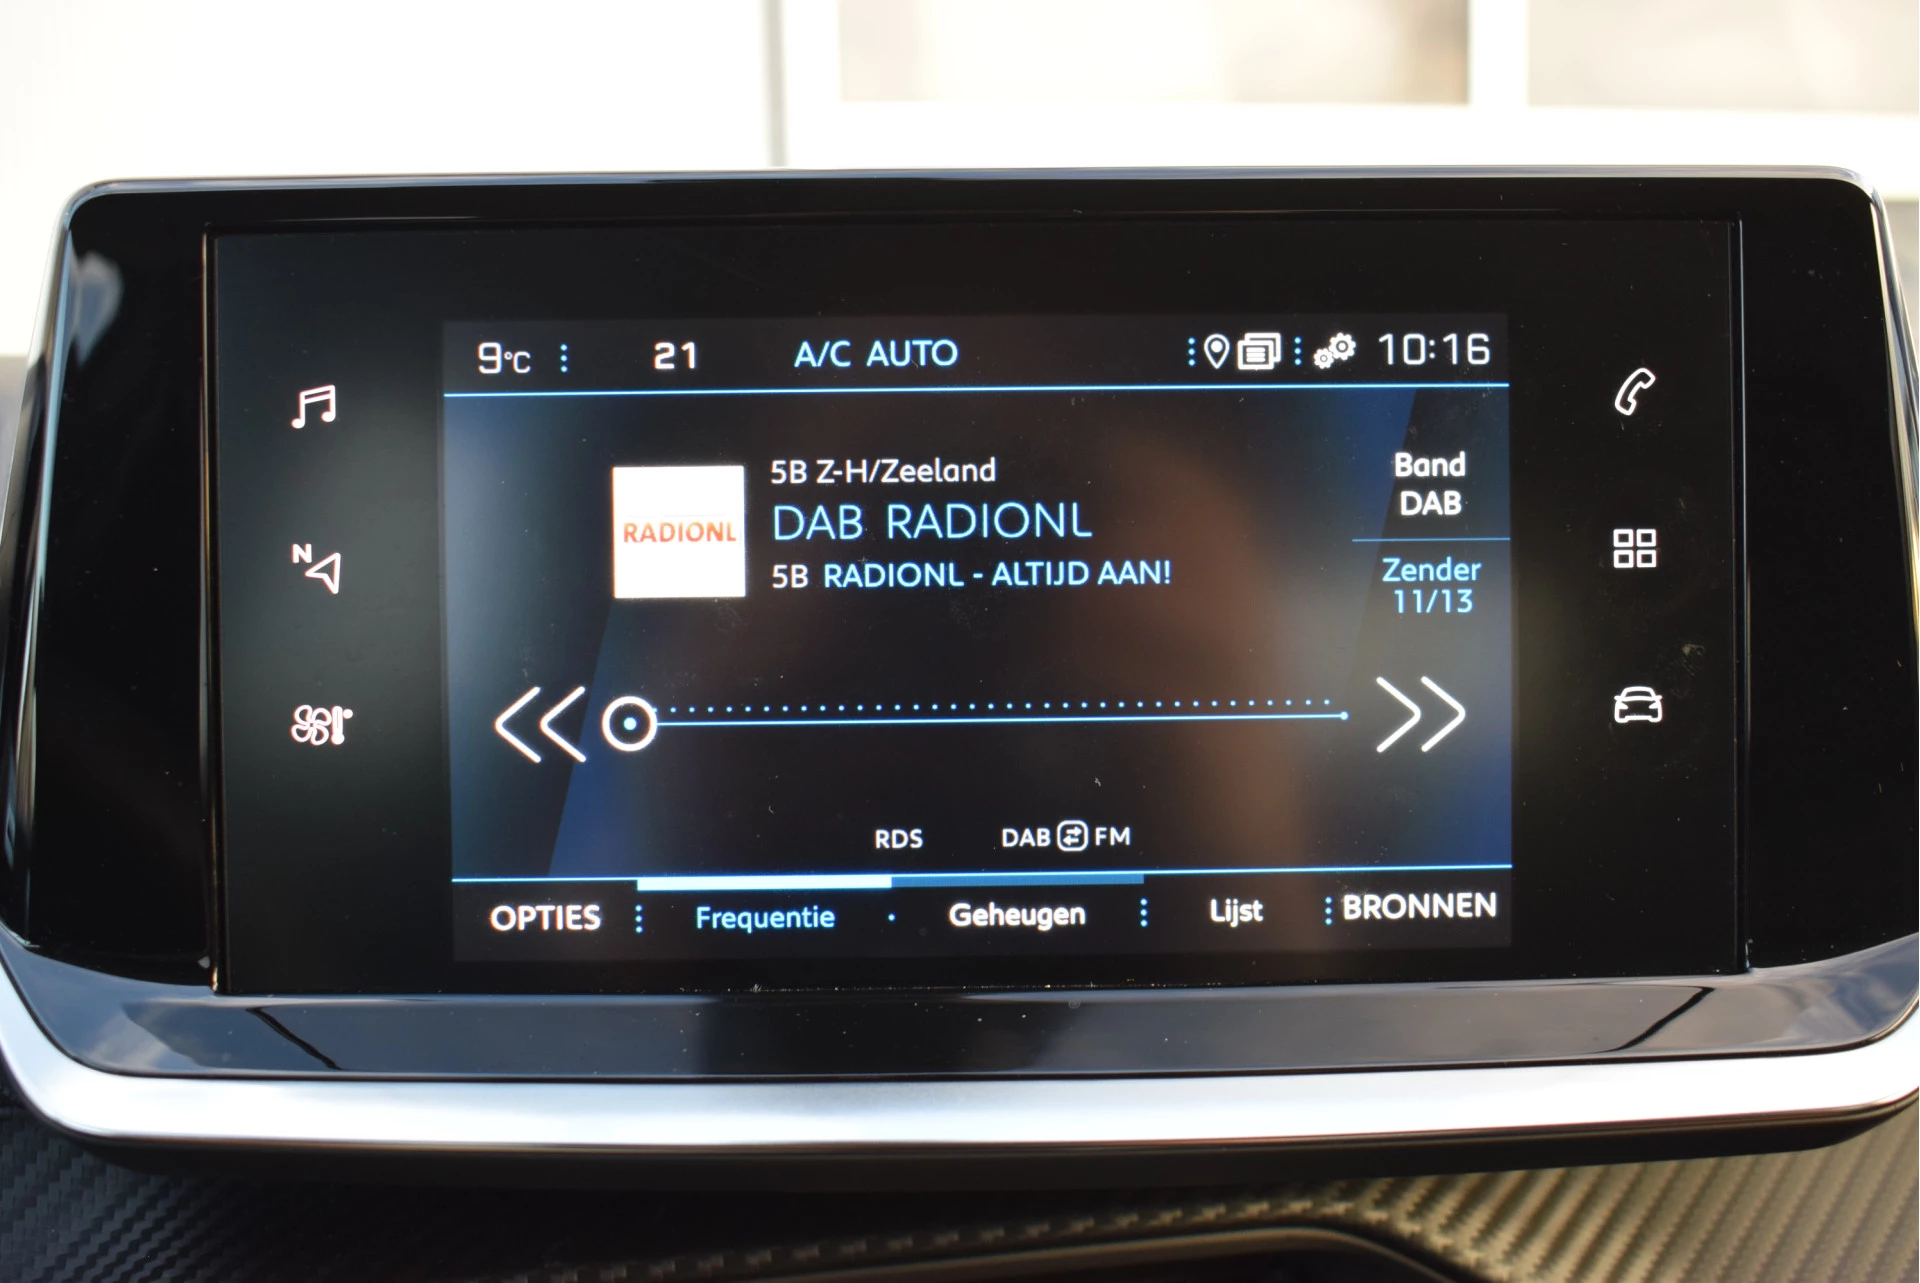 9°C 21 A/C AUTO 10:16
5B Z-H/Zeeland
RADIONL
DAB RADIONL
5B RADIONL - ALTIJD AAN!
Band
DAB
Zender
11/13
N
RDS DAB FM
OPTIES Frequentie Geheugen Lijst BRONNEN